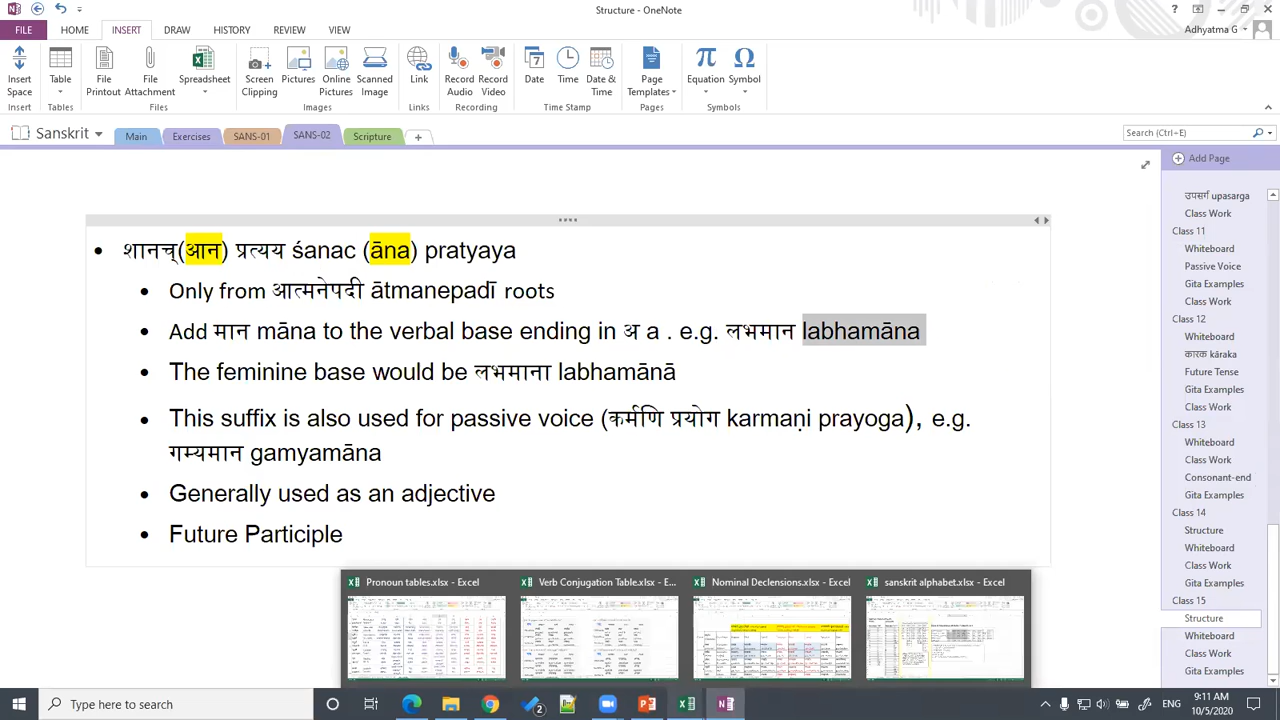 Structure - OneNote
FILE HOME INSERT DRAW HISTORY REVIEW VIEW
Adhyatma G
Insert Space
Table
File Printout
File Attachment
Spreadsheet
Screen Clipping
Pictures
Online Pictures
Scanned Image
Link
Record Audio
Record Video
Date
Time
Date & Time
Page Templates
Equation
Symbol
Insert Tables Files Images Links Recording Time Stamp Pages Symbols
Sanskrit Main Exercises SANS-01 SANS-02 Scripture
Search (Ctrl+E)
Add Page
• शानच्(आन) प्रत्यय śanac (āna) pratyaya
• Only from आत्मनेपदी ātmanepadī roots
• Add मान māna to the verbal base ending in अ a . e.g. लभमान labhamāna
• The feminine base would be लभमाना labhamānā
• This suffix is also used for passive voice (कर्मणि प्रयोग karmaṇi prayoga), e.g.
गम्यमान gamyamāna
• Generally used as an adjective
• Future Participle
उपसर्ग upasarga
Class Work
Class 11
Whiteboard
Passive Voice
Gita Examples
Class Work
Class 12
Whiteboard
कारक kāraka
Future Tense
Gita Examples
Class Work
Class 13
Whiteboard
Class Work
Consonant-end
Gita Examples
Class 14
Structure
Whiteboard
Class Work
Gita Examples
Class 15
Structure
Whiteboard
Class Work
Gita Examples
Pronoun tables.xlsx - Excel
Verb Conjugation Table.xlsx - E...
Nominal Declensions.xlsx - Excel
sanskrit alphabet.xlsx - Excel
Type here to search
2
ENG
9:11 AM
10/5/2020